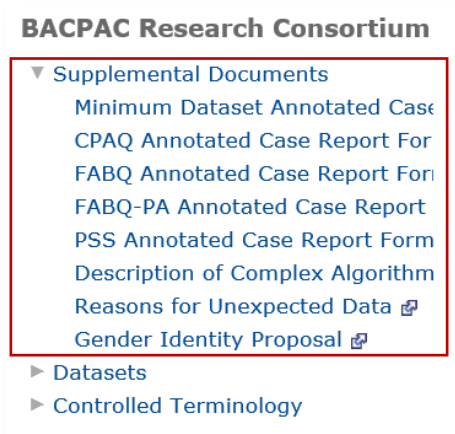 BACPAC Research Consortium
Supplemental Documents
Minimum Dataset Annotated Case
CPAQ Annotated Case Report For
FABQ Annotated Case Report For
FABQ-PA Annotated Case Report
PSS Annotated Case Report Form
Description of Complex Algorithm
Reasons for Unexpected Data
Gender Identity Proposal
Datasets
Controlled Terminology